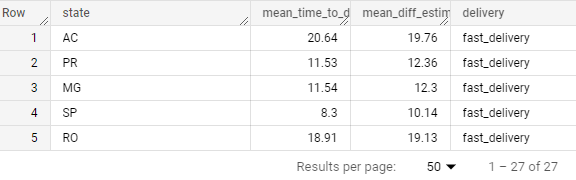 Row state mean_time_to_d mean_diff_estim delivery
1 AC 20.64 19.76 fast_delivery
2 PR 11.53 12.36 fast_delivery
3 MG 11.54 12.3 fast_delivery
4 SP 8.3 10.14 fast_delivery
5 RO 18.91 19.13 fast_delivery
Results per page: 50 1 – 27 of 27